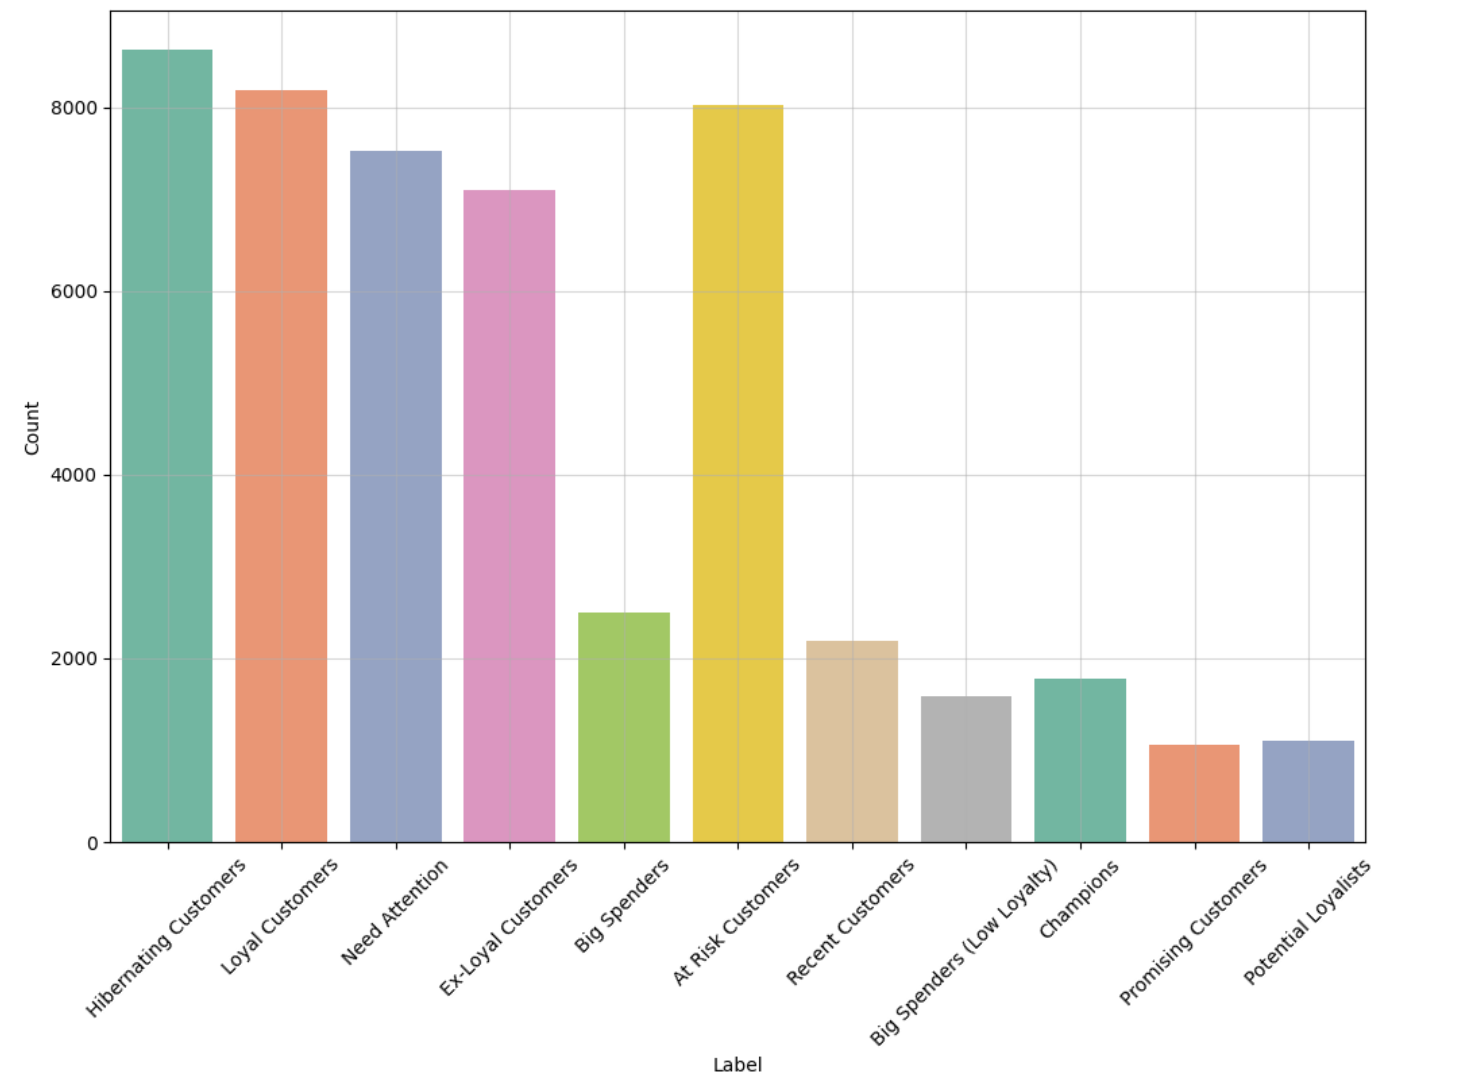 Count
8000
6000
4000
2000
0
Hibernating Customers
Loyal Customers
Need Attention
Ex-Loyal Customers
Big Spenders
At Risk Customers
Recent Customers
Big Spenders (Low Loyalty)
Champions
Promising Customers
Potential Loyalists
Label